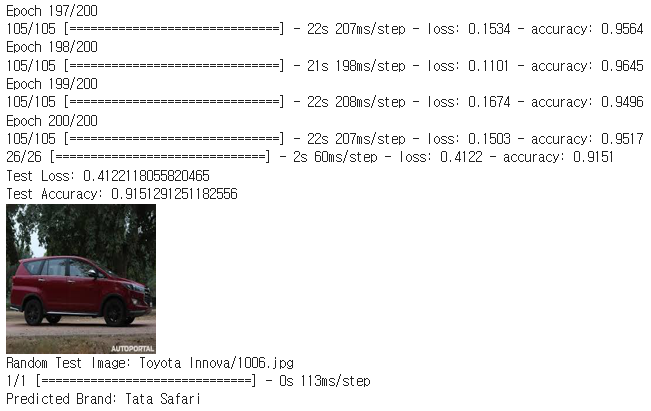 Epoch 197/200
105/105 [==============================] - 22s 207ms/step - loss: 0.1534 - accuracy: 0.9564
Epoch 198/200
105/105 [==============================] - 21s 198ms/step - loss: 0.1101 - accuracy: 0.9645
Epoch 199/200
105/105 [==============================] - 22s 208ms/step - loss: 0.1674 - accuracy: 0.9496
Epoch 200/200
105/105 [==============================] - 22s 207ms/step - loss: 0.1503 - accuracy: 0.9517
26/26 [==============================] - 2s 60ms/step - loss: 0.4122 - accuracy: 0.9151
Test Loss: 0.4122118055820465
Test Accuracy: 0.9151291251182556
AUTOPORTAL
Random Test Image: Toyota Innova/1006.jpg
1/1 [==============================] - 0s 113ms/step
Predicted Brand: Tata Safari